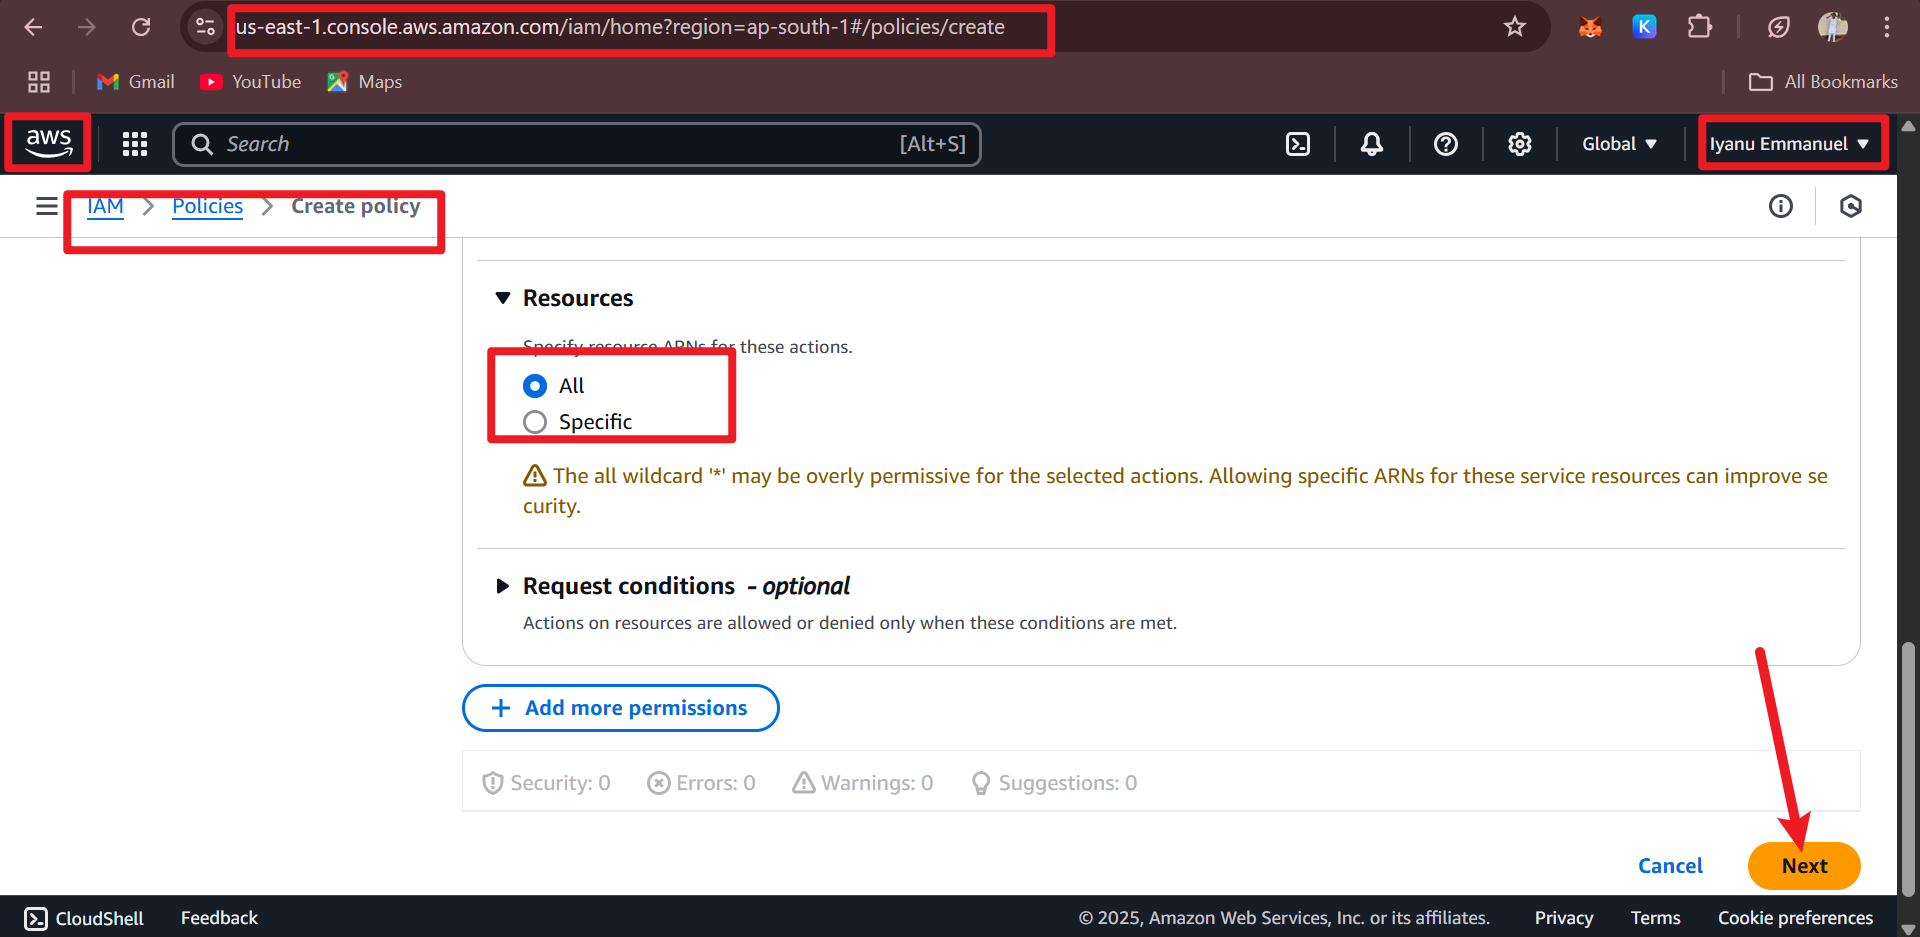 us-east-1.console.aws.amazon.com/iam/home?region=ap-south-1#/policies/create
K
Gmail
YouTube
Maps
All Bookmarks
aws
Search
[Alt+S]
Global
Iyanu Emmanuel
IAM
Policies
Create policy
Resources
Specify resource ARNs for these actions.
All
Specific
The all wildcard '*' may be overly permissive for the selected actions. Allowing specific ARNs for these service resources can improve se
curity.
Request conditions - optional
Actions on resources are allowed or denied only when these conditions are met.
+ Add more permissions
Security: 0
Errors: 0
Warnings: 0
Suggestions: 0
Cancel
Next
CloudShell
Feedback
© 2025, Amazon Web Services, Inc. or its affiliates.
Privacy
Terms
Cookie preferences